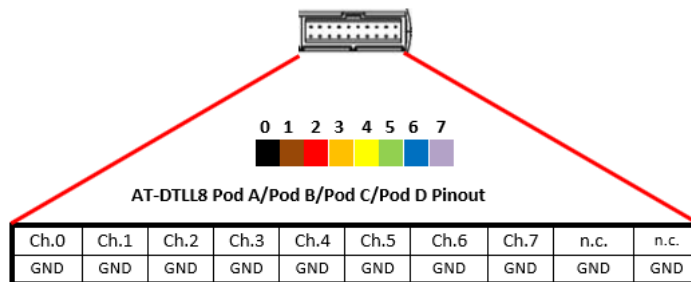 0 1 2 3 4 5 6 7
AT-DTLL8 Pod A/Pod B/Pod C/Pod D Pinout
Ch.0 Ch.1 Ch.2 Ch.3 Ch.4 Ch.5 Ch.6 Ch.7 n.c. n.c.
GND GND GND GND GND GND GND GND GND GND